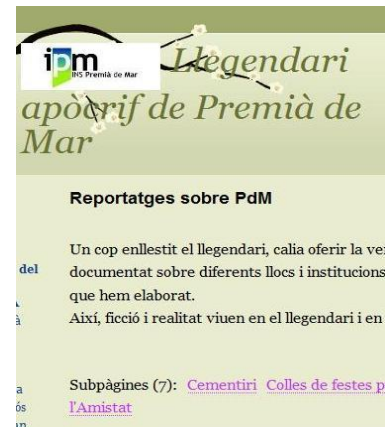 ipm
INS Premià de Mar
Llegendari
apòcrif de Premià de
Mar
Reportatges sobre PdM
Un cop enllestit el llegendari, calia oferir la ve
del documentat sobre diferents llocs i institucions
que hem elaborat.
à Així, ficció i realitat viuen en el llegendari i en
a Subpàgines (7): Cementiri Colles de festes p
ós l'Amistat